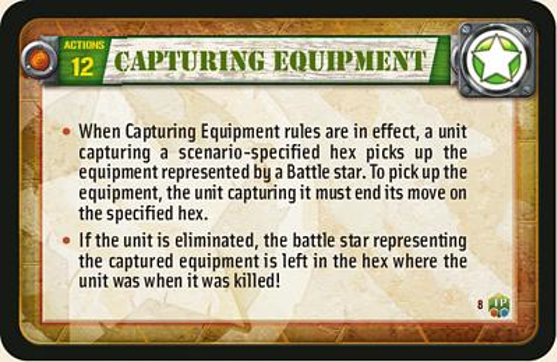 ACTIONS
12
CAPTURING EQUIPMENT
• When Capturing Equipment rules are in effect, a unit
capturing a scenario-specified hex picks up the
equipment represented by a Battle star. To pick up the
equipment, the unit capturing it must end its move on
the specified hex.
• If the unit is eliminated, the battle star representing
the captured equipment is left in the hex where the
unit was when it was killed!
8